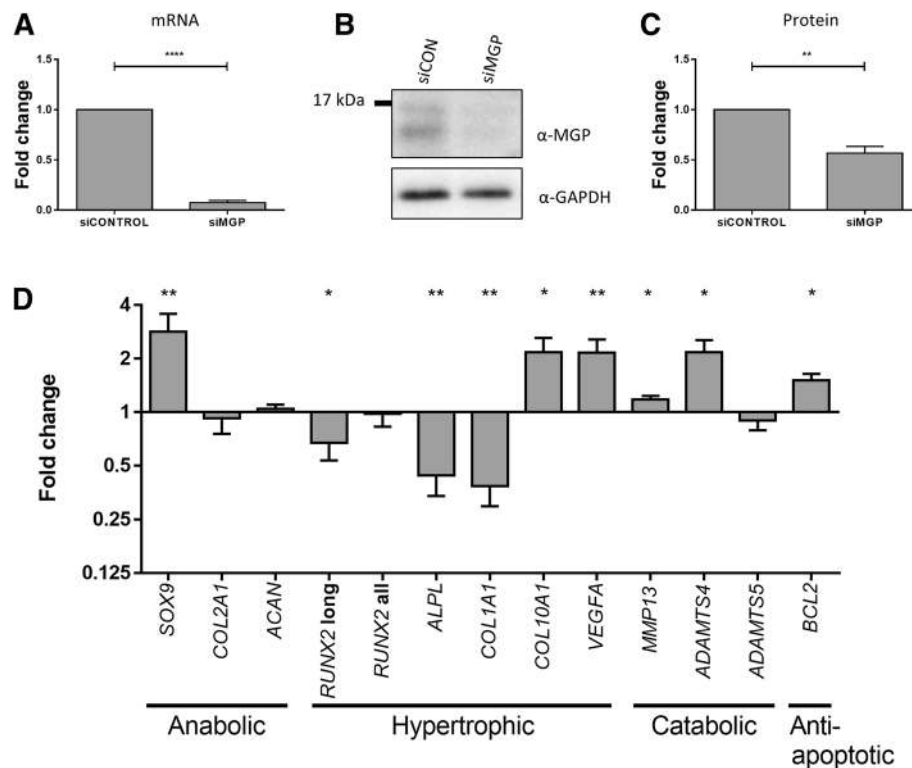 A
mRNA
****
Fold change
1.5
1.0
0.5
0.0
siCONTROL
siMGP
B
siCON
siMGP
17 kDa
α-MGP
α-GAPDH
C
Protein
**
Fold change
1.5
1.0
0.5
0.0
siCONTROL
siMGP
D
** * ** ** * ** * * *
Fold change
4
2
1
0.5
0.25
0.125
SOX9
COL2A1
ACAN
RUNX2 long
RUNX2 all
ALPL
COL1A1
COL10A1
VEGFA
MMP13
ADAMTS4
ADAMTS5
BCL2
Anabolic
Hypertrophic
Catabolic
Anti-
apoptotic